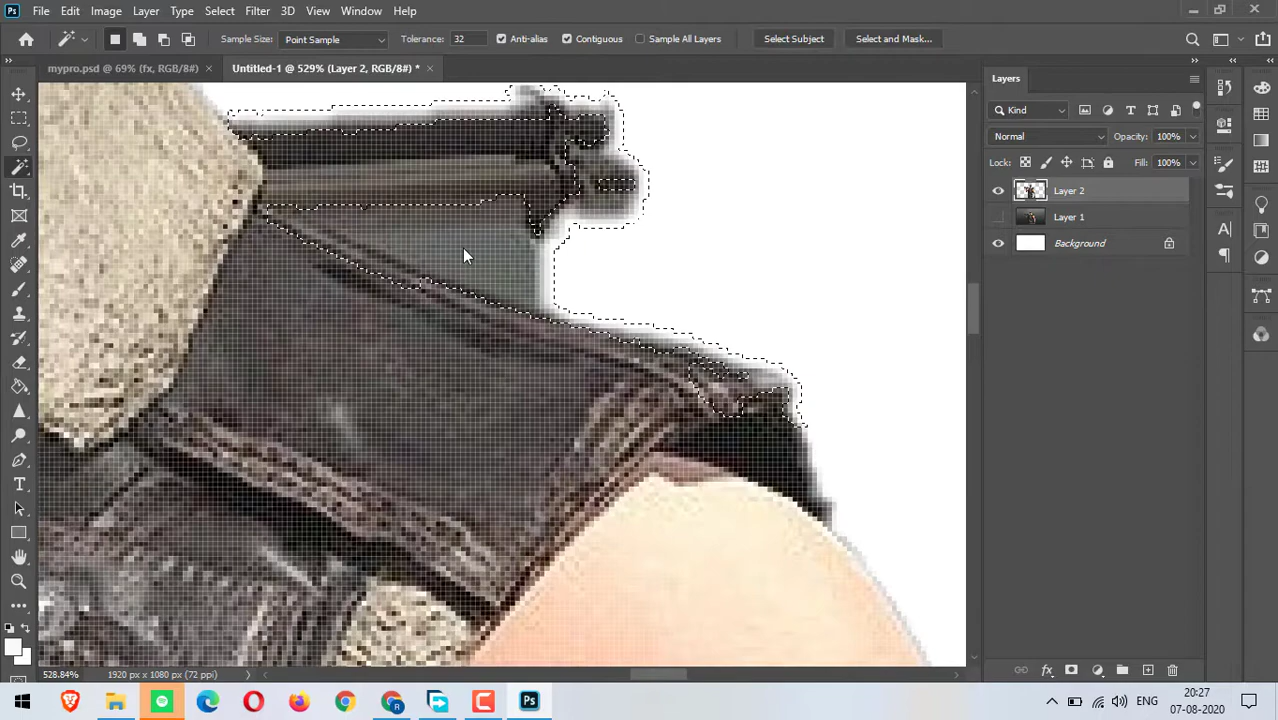 Ps File Edit Image Layer Type Select Filter 3D View Window Help
Sample Size: Point Sample Tolerance: 32 Anti-alias Contiguous Sample All Layers Select Subject Select and Mask...
mypro.psd @ 69% (fx, RGB/8#) × Untitled-1 @ 529% (Layer 2, RGB/8#) * ×
Layers
Kind
Normal Opacity: 100%
Lock: Fill: 100%
Layer 2
Layer 1
Background
528.84% 1920 px x 1080 px (72 ppi)
ENG 20:27
07-08-2020